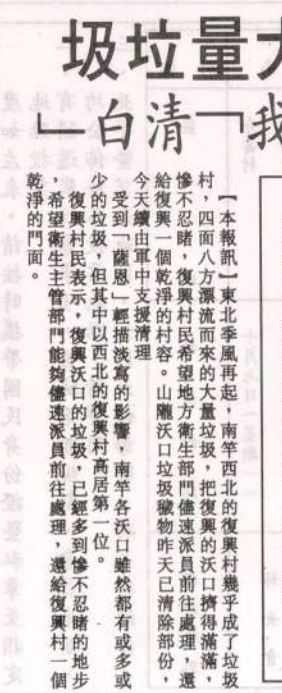 大量垃圾
我「清白」
【本報訊】東北季風再起，南竿西北的復興村幾乎成了垃圾
村，四面八方漂流而來的大量垃圾，把復興的沃口擠得滿滿，
慘不忍睹，復興村民希望地方衛生部門儘速派員前往處理，還
給復興一個乾淨的村容。山隴沃口垃圾穢物昨天已清除部份，
今天續由軍中支援清理
受到「薩恩」輕描淡寫的影響，南竿各沃口雖然都有或多或
少的垃圾，但其中以西北的復興村高居第一位。
復興村民表示，復興沃口的垃圾，已經多到慘不忍睹的地步
，希望衛生主管部門能夠儘速派員前往處理，還給復興村一個
乾淨的門面。